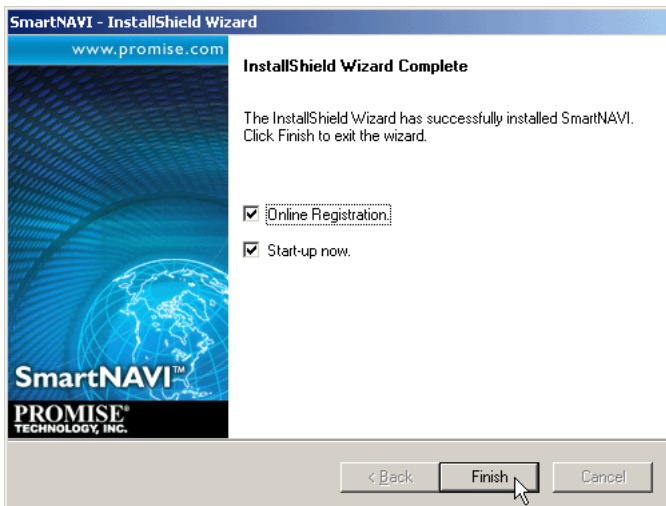 SmartNAVI - InstallShield Wizard
www.promise.com
InstallShield Wizard Complete
The InstallShield Wizard has successfully installed SmartNAVI.
Click Finish to exit the wizard.
Online Registration.
Start-up now.
SmartNAVI™
PROMISE®
TECHNOLOGY, INC.
< Back Finish Cancel